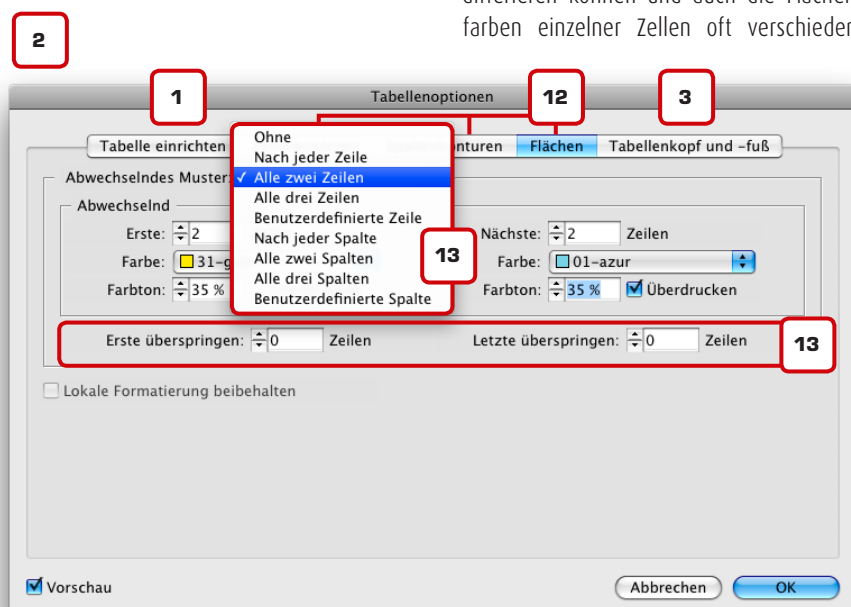 differieren können und auch die
farben einzelner Zellen oft verschieden
2
1
12
3
Tabellenoptionen
Tabelle einrichten
Flächen
Tabellenkopf und -fuß
Abwechselndes Muster:
Ohne
Nach jeder Zeile
✓ Alle zwei Zeilen
Alle drei Zeilen
Benutzerdefinierte Zeile
Nach jeder Spalte
Alle zwei Spalten
Alle drei Spalten
Benutzerdefinierte Spalte
13
Abwechselnd
Erste: 2
Nächste: 2 Zeilen
Farbe: 31-g
Farbe: 01-azur
Farbton: 35 %
Farbton: 35 % Überdrucken
Erste überspringen: 0 Zeilen
Letzte überspringen: 0 Zeilen
13
Lokale Formatierung beibehalten
Vorschau
Abbrechen
OK